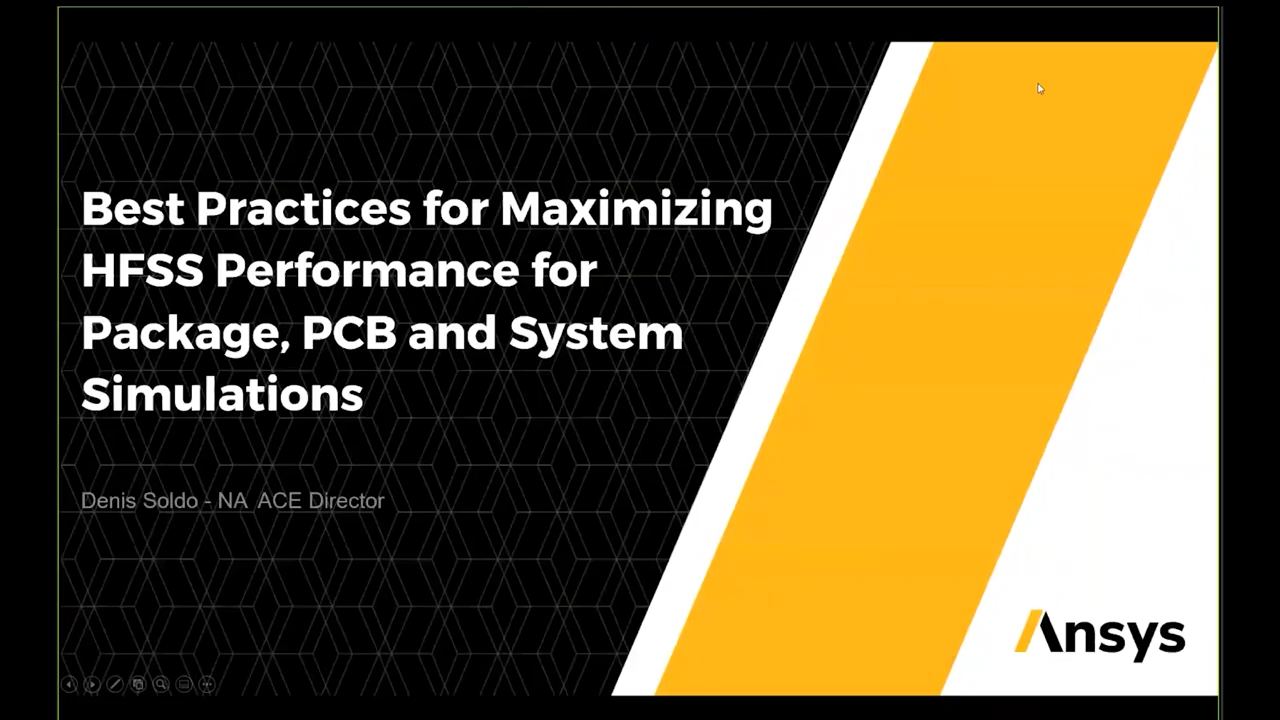 Best Practices for Maximizing
HFSS Performance for
Package, PCB and System
Simulations
Denis Soldo - NA ACE Director
Ansys